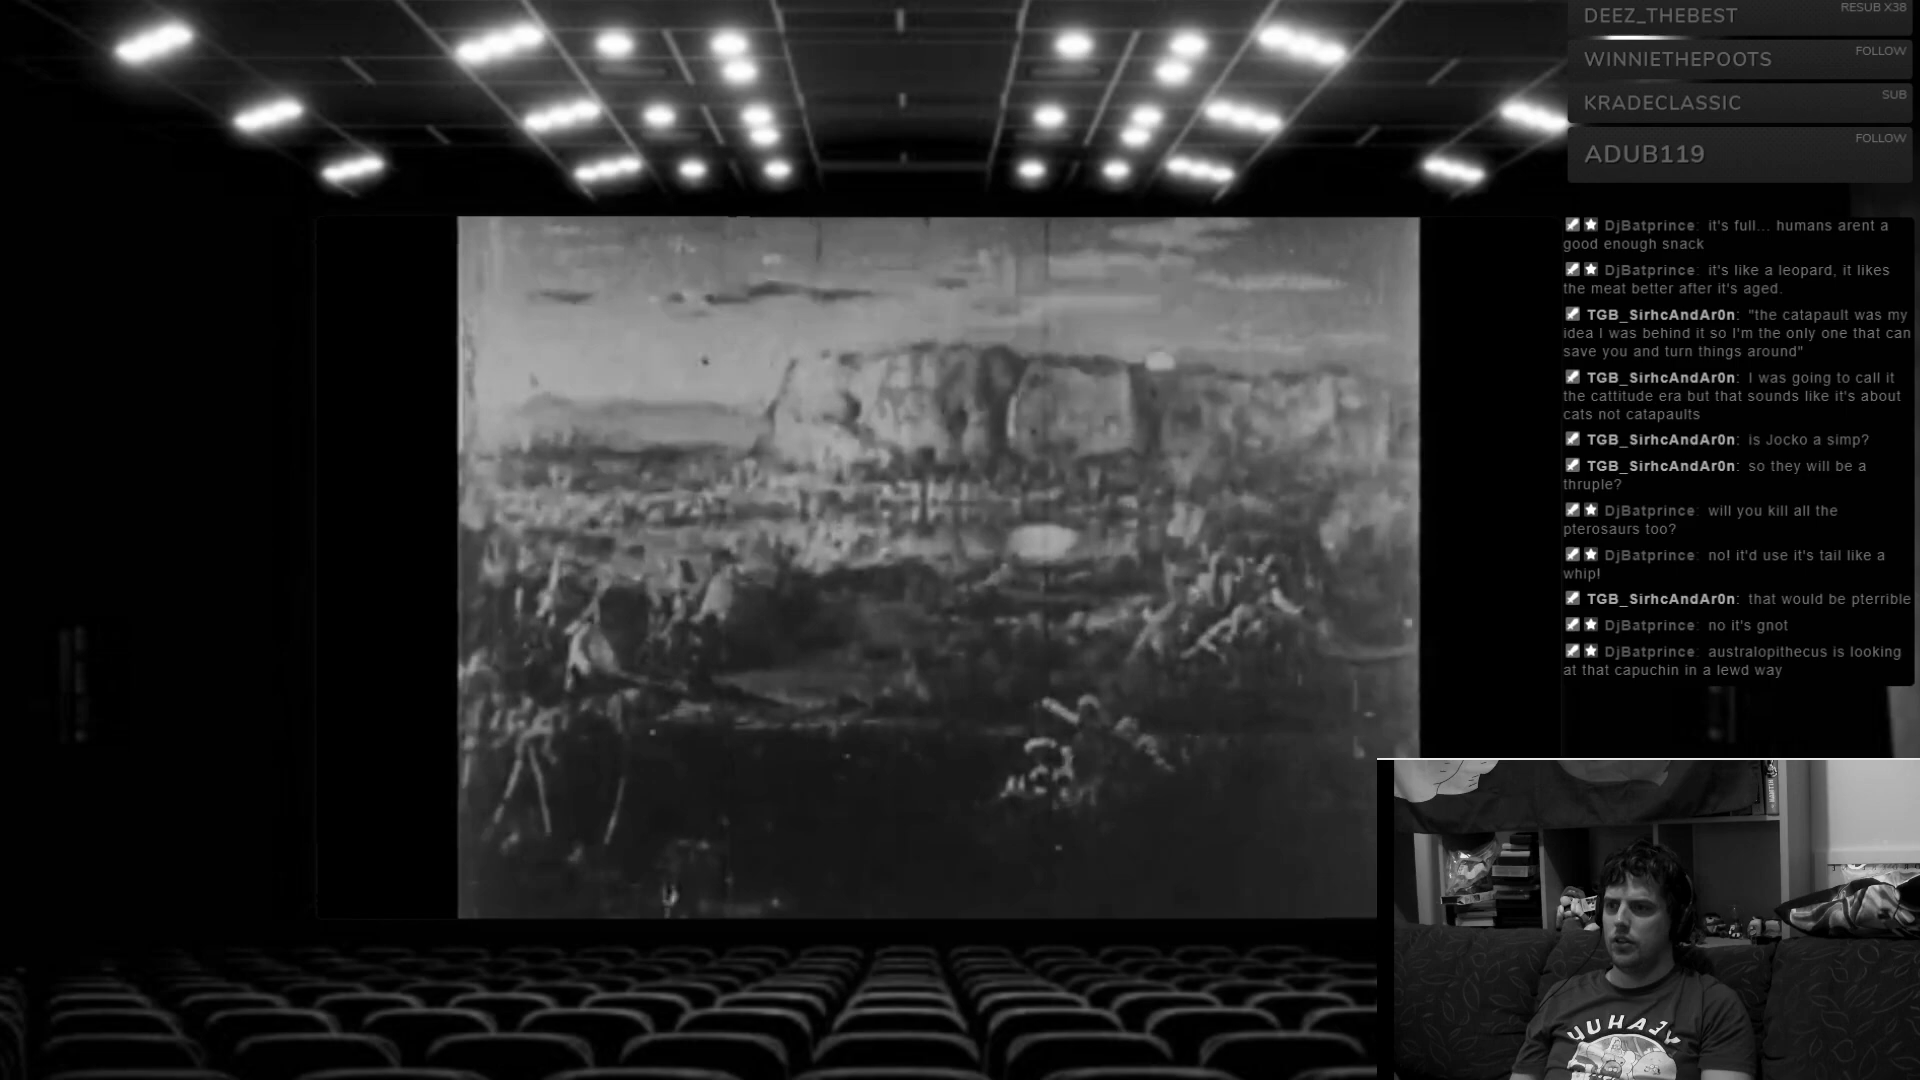 DEEZ_THEBEST
RESUB X38
WINNIETHEPOOTS
FOLLOW
KRADECLASSIC
SUB
ADUB119
FOLLOW
DjBatprince: it's full... humans arent a
good enough snack
DjBatprince: it's like a leopard, it likes
the meat better after it's aged.
TGB_SirhcAndAr0n: "the catapault was my
idea I was behind it so I'm the only one that can
save you and turn things around"
TGB_SirhcAndAr0n: I was going to call it
the cattitude era but that sounds like it's about
cats not catapaults
TGB_SirhcAndAr0n: is Jocko a simp?
TGB_SirhcAndAr0n: so they will be a
thruple?
DjBatprince: will you kill all the
pterosaurs too?
DjBatprince: no! it'd use it's tail like a
whip!
TGB_SirhcAndAr0n: that would be pterrible
DjBatprince: no it's gnot
DjBatprince: australopithecus is looking
at that capuchin in a lewd way